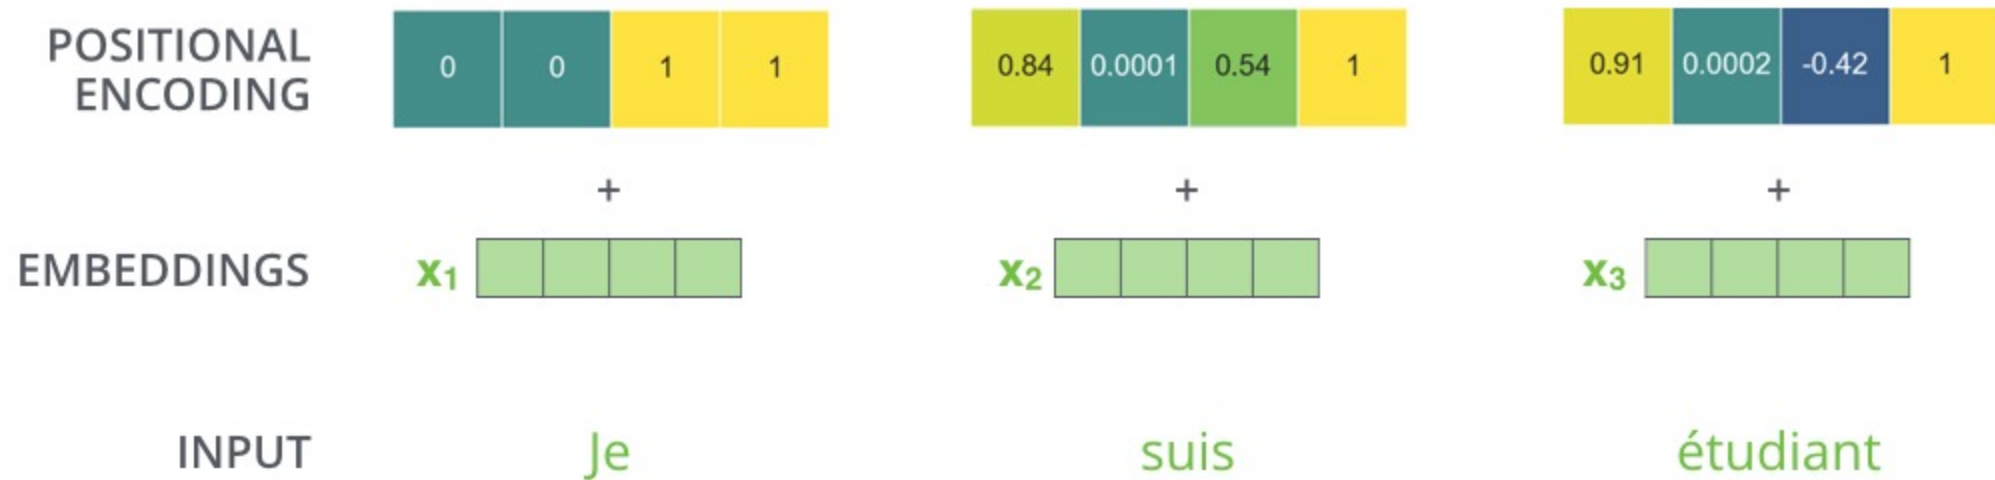 POSITIONAL
ENCODING
0 0 1 1
0.84 0.0001 0.54 1
0.91 0.0002 -0.42 1
+ + +
EMBEDDINGS
x1
x2
x3
INPUT
Je
suis
étudiant